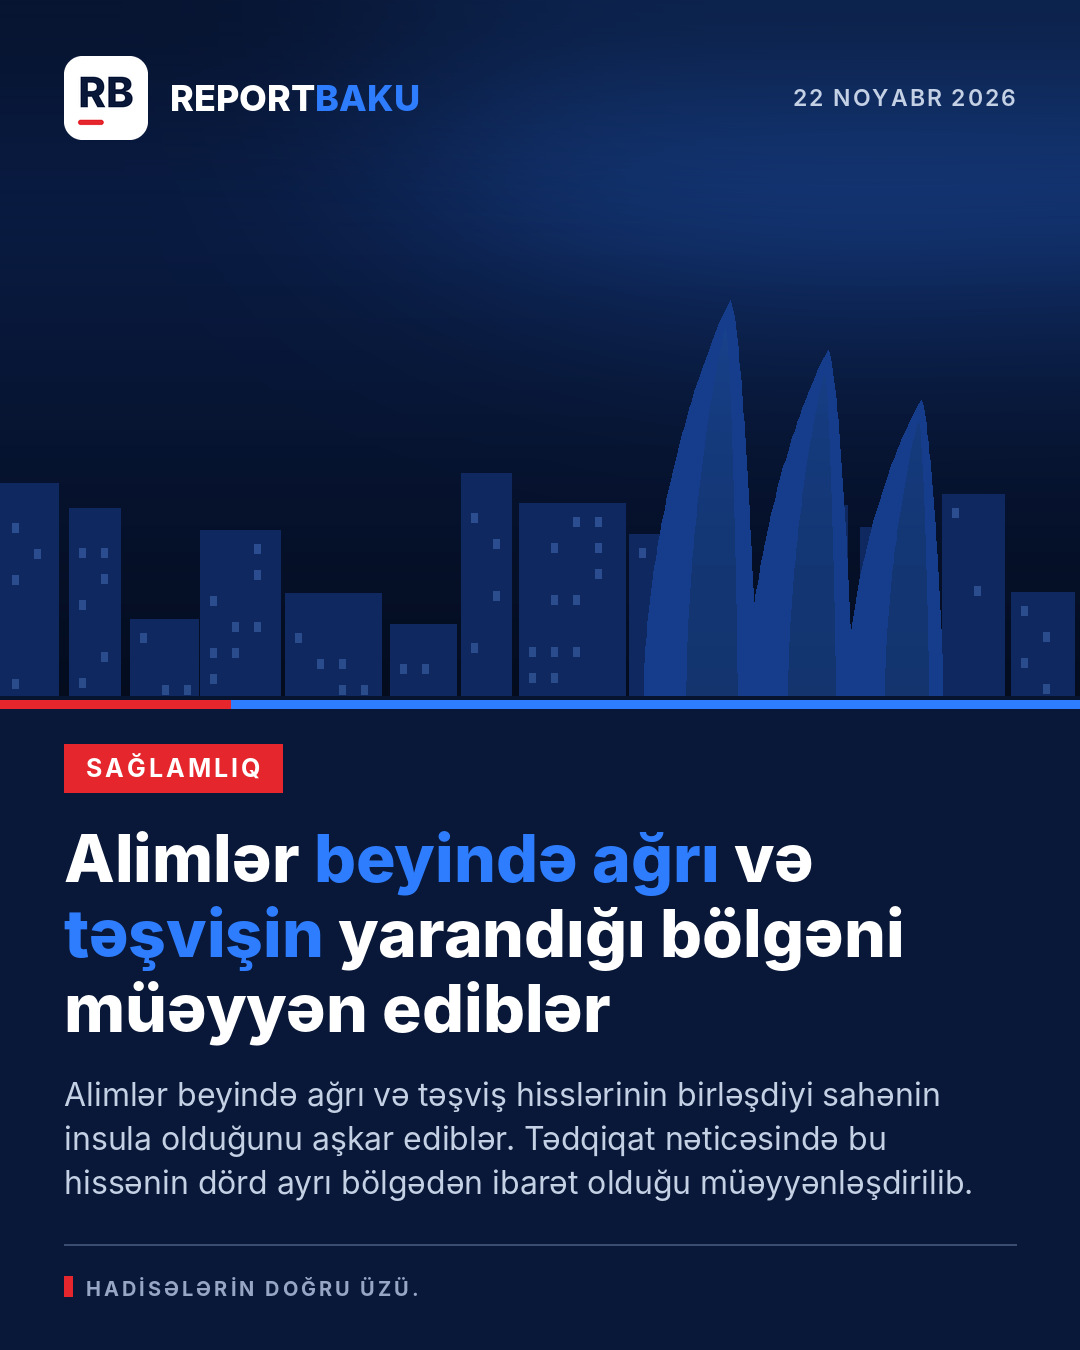 RB
REPORTBAKU
22 NOYABR 2026
SAĞLAMLIQ
Alimlər beyində ağrı və
təşvişin yarandığı bölgəni
müəyyən ediblər
Alimlər beyində ağrı və təşviş hisslərinin birləşdiyi sahənin
insula olduğunu aşkar ediblər. Tədqiqat nəticəsində bu
hissənin dörd ayrı bölgədən ibarət olduğu müəyyənləşdirilib.
HADİSƏLƏRİN DOĞRU ÜZÜ.